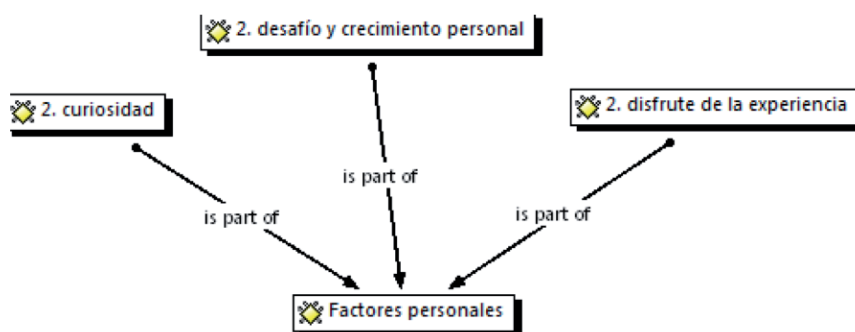 2. desafío y crecimiento personal
2. curiosidad
2. disfrute de la experiencia
is part of
is part of
is part of
Factores personales